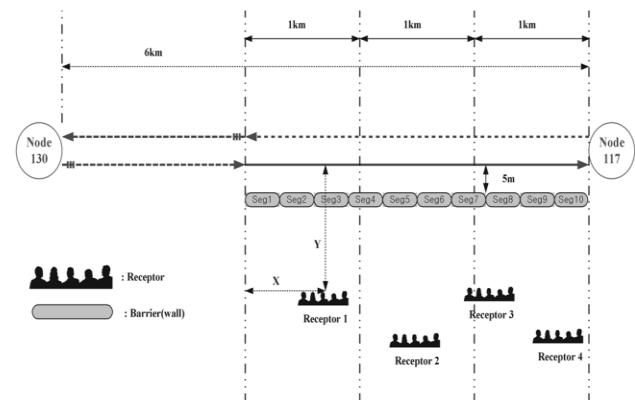 1km 1km 1km
6km
Node
130
Node
117
5m
Seg1 Seg2 Seg3 Seg4 Seg5 Seg6 Seg7 Seg8 Seg9 Seg10
Y
X
: Receptor
: Barrier(wall)
Receptor 1
Receptor 2
Receptor 3
Receptor 4